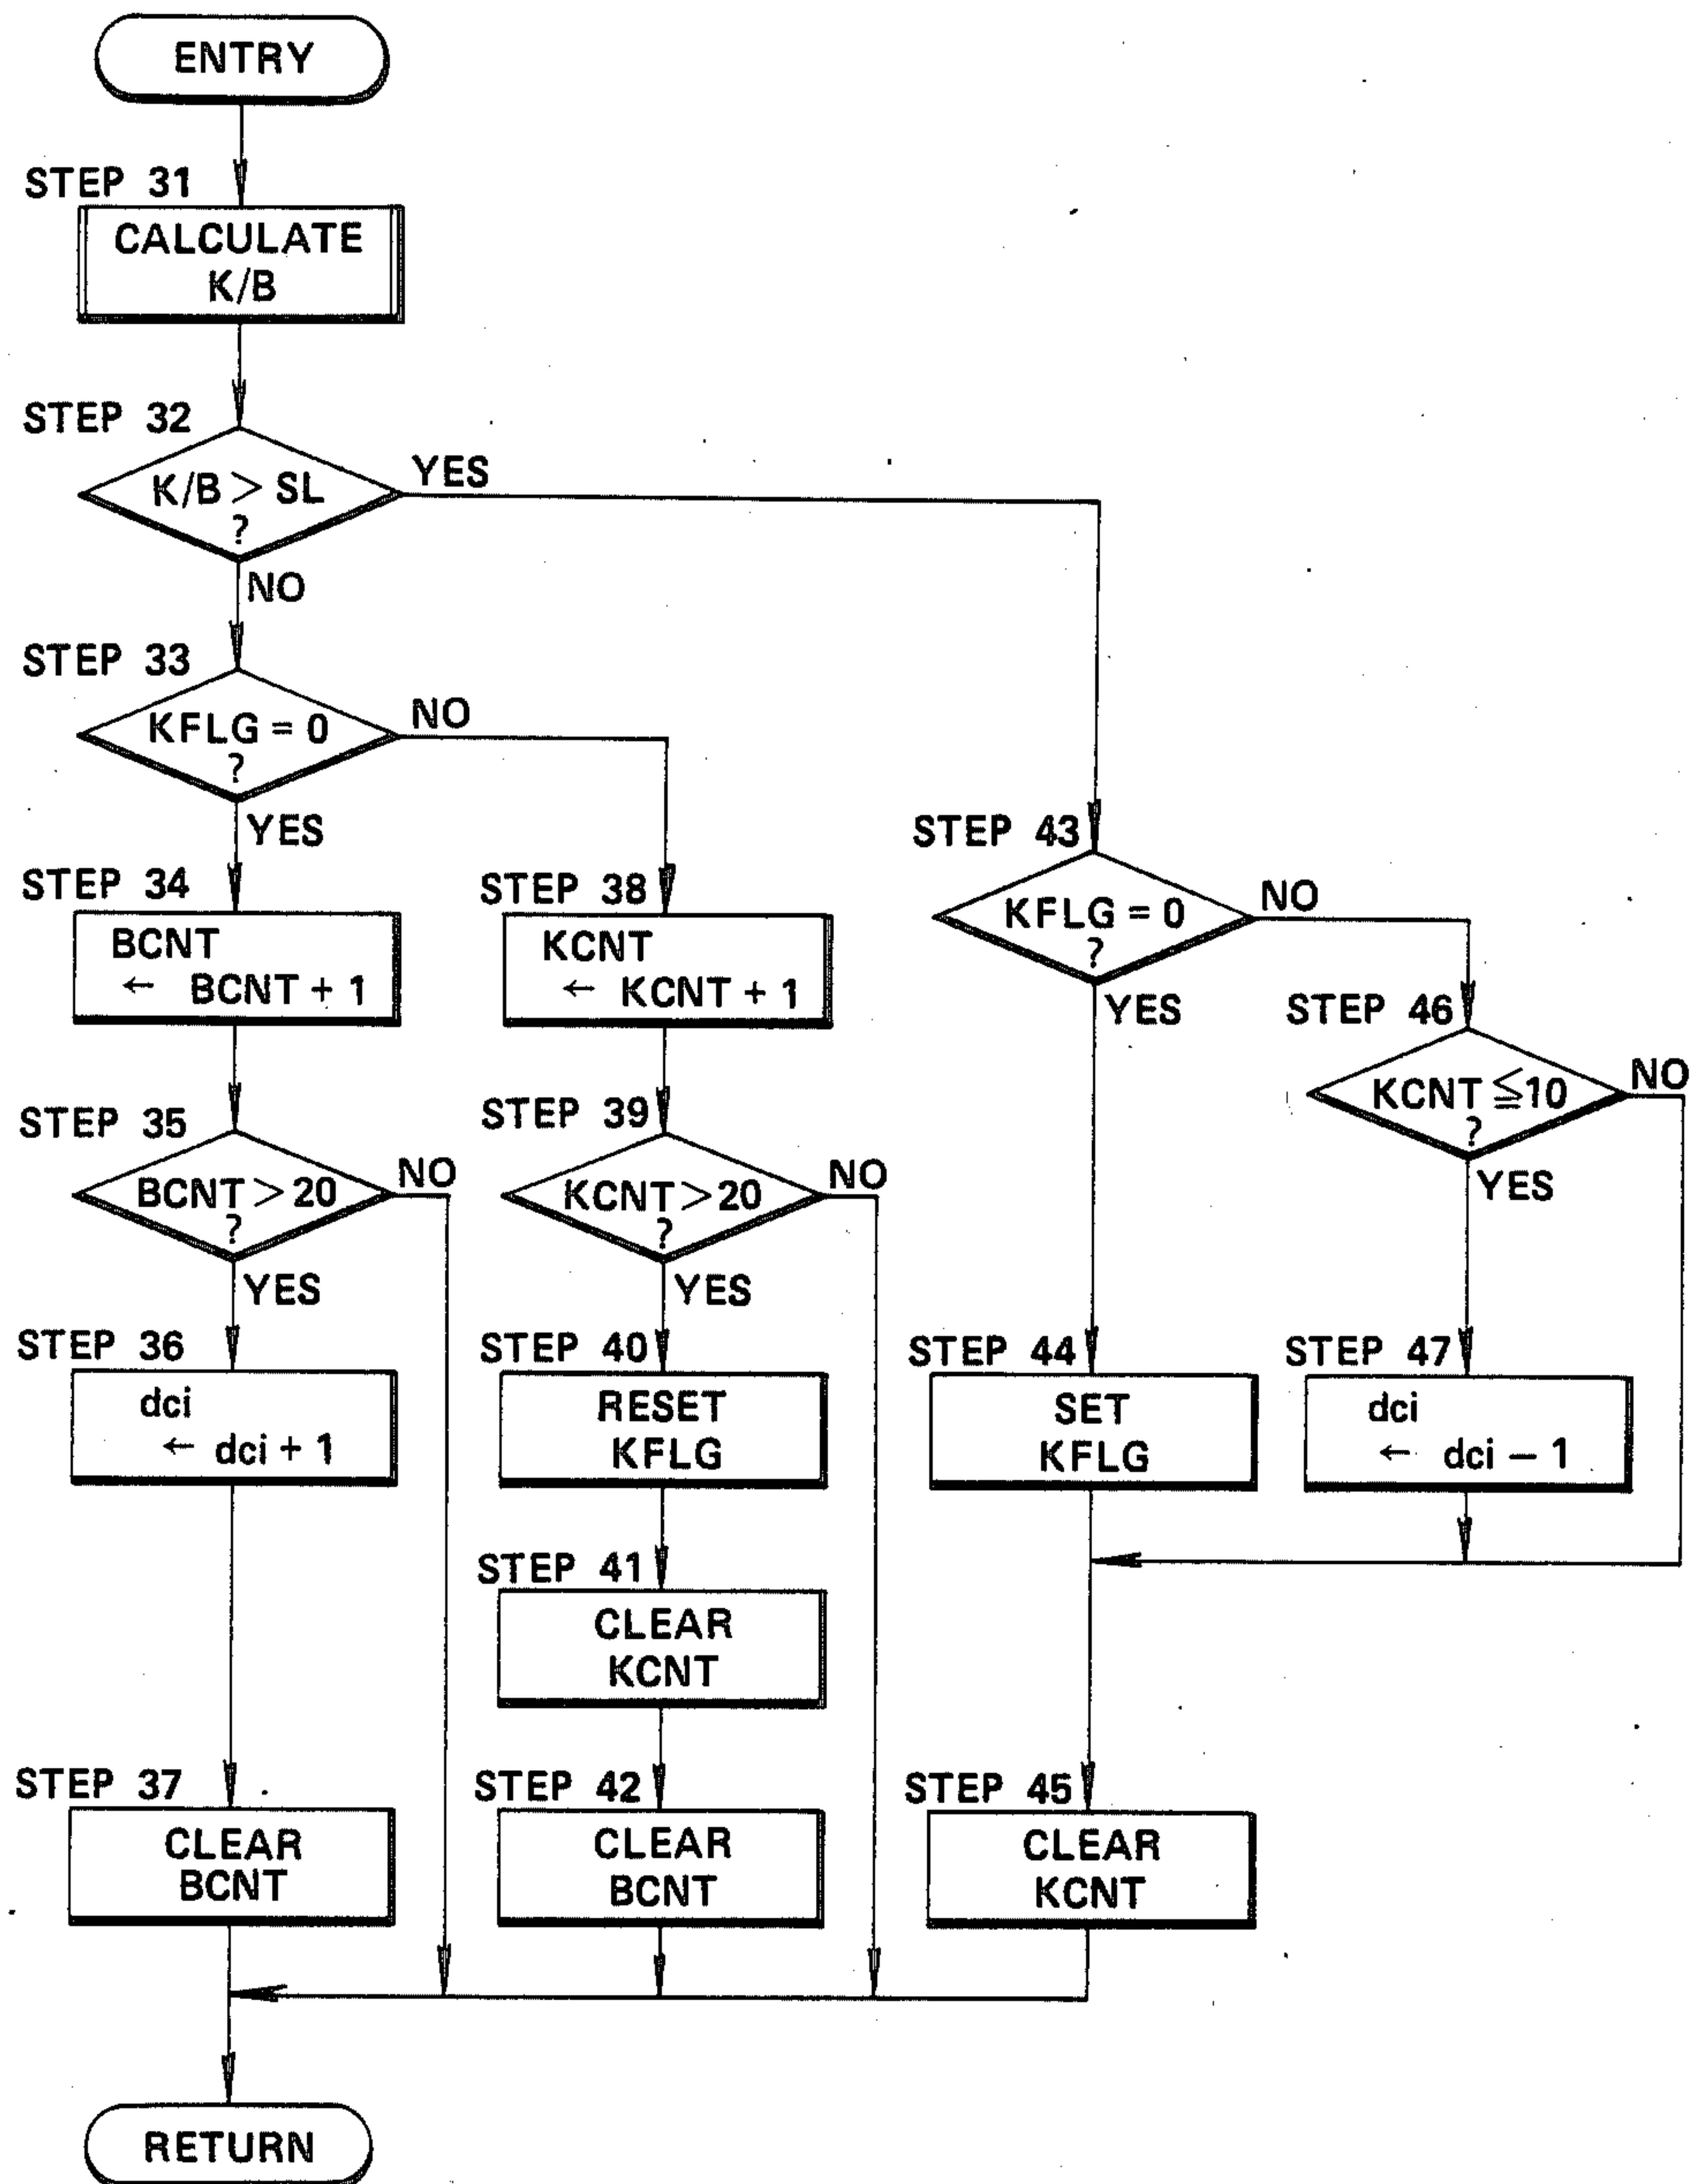 ENTRY
STEP 31
CALCULATE
K/B
STEP 32
K/B > SL
?
YES
NO
STEP 33
KFLG = 0
?
NO
YES
STEP 34
BCNT
← BCNT + 1
STEP 35
BCNT > 20
?
NO
YES
STEP 36
dci
← dci + 1
STEP 37
CLEAR
BCNT
STEP 38
KCNT
← KCNT + 1
STEP 39
KCNT > 20
?
NO
YES
STEP 40
RESET
KFLG
STEP 41
CLEAR
KCNT
STEP 42
CLEAR
BCNT
STEP 43
KFLG = 0
?
NO
YES
STEP 44
SET
KFLG
STEP 45
CLEAR
KCNT
STEP 46
KCNT ≦ 10
?
NO
YES
STEP 47
dci
← dci − 1
RETURN